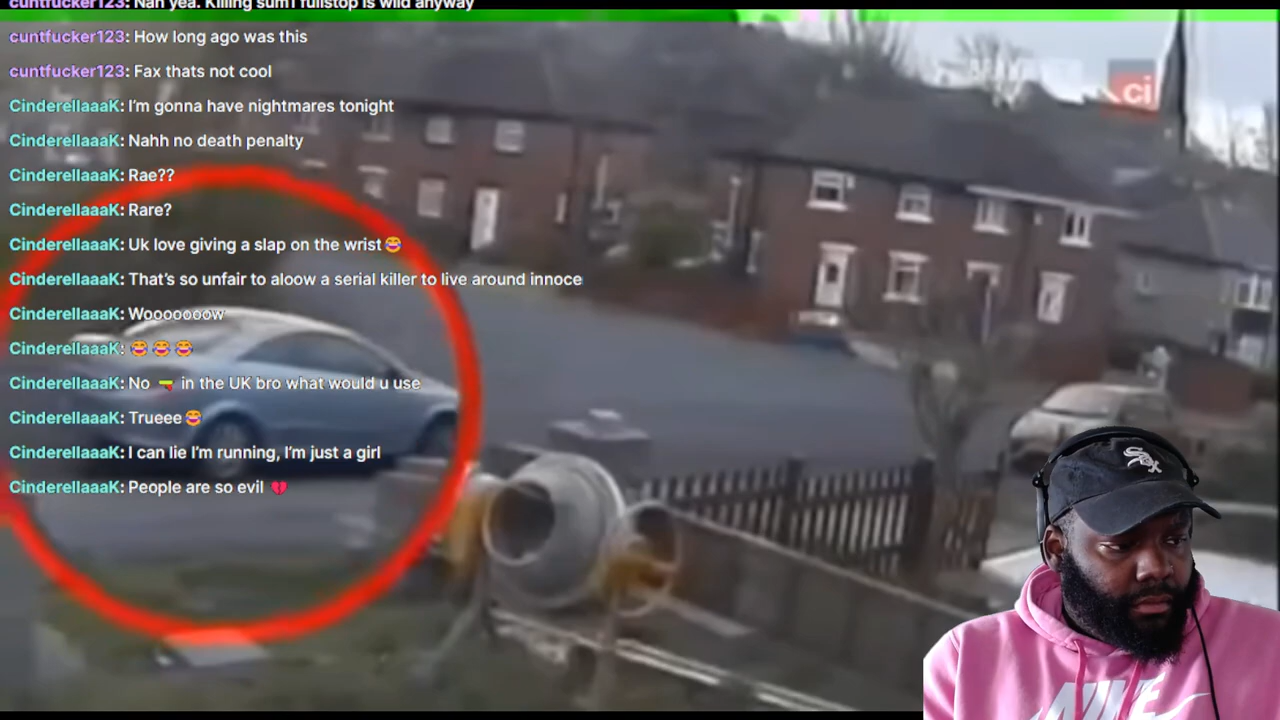 cuntfucker123: Nah yea. Killing sum1 fullstop is wild anyway
cuntfucker123: How long ago was this
cuntfucker123: Fax thats not cool
CinderellaaaK: I'm gonna have nightmares tonight
CinderellaaaK: Nahh no death penalty
CinderellaaaK: Rae??
CinderellaaaK: Rare?
CinderellaaaK: Uk love giving a slap on the wrist😂
CinderellaaaK: That's so unfair to aloow a serial killer to live around innoce
CinderellaaaK: Wooooooow
CinderellaaaK: 😂 😂 😂
CinderellaaaK: No 🔫 in the UK bro what would u use
CinderellaaaK: Trueee😂
CinderellaaaK: I can lie I'm running, I'm just a girl
CinderellaaaK: People are so evil 💔
ci
Sox
NIKE